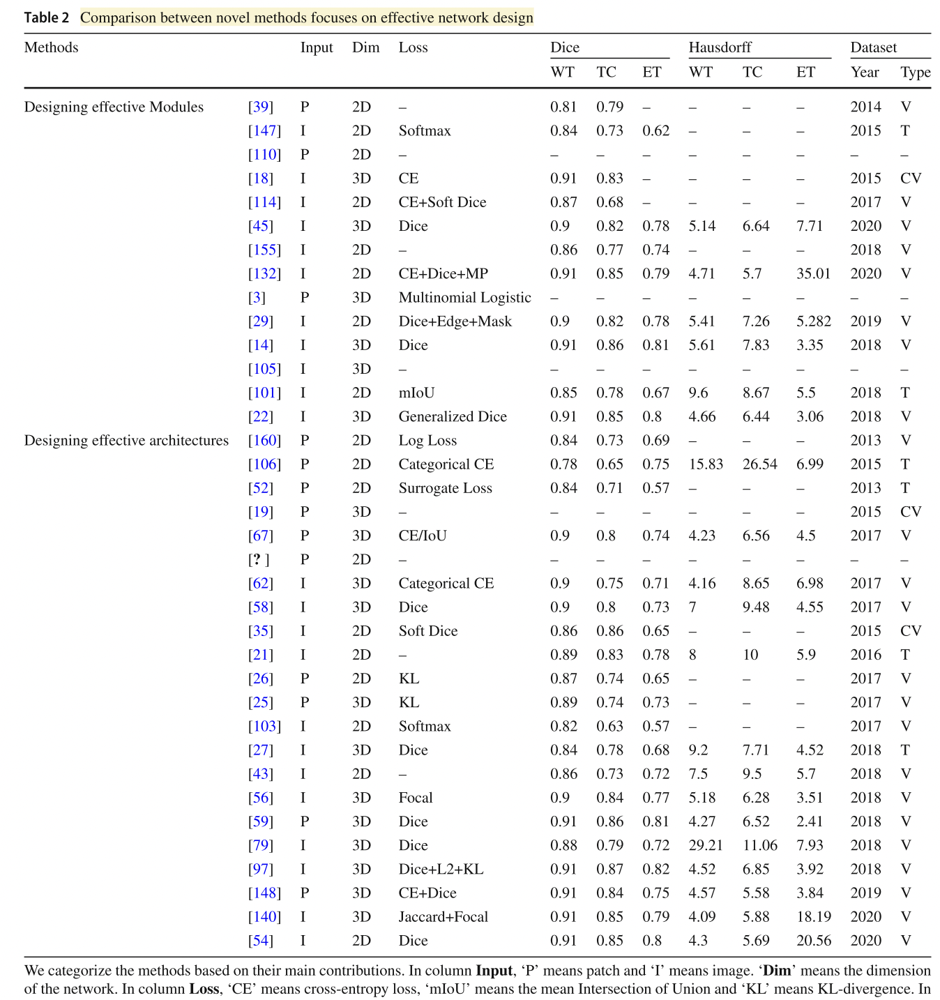 Table 2 Comparison between novel methods focuses on effective network design
Methods Input Dim Loss Dice Hausdorff Dataset
WT TC ET WT TC ET Year Type
Designing effective Modules [39] P 2D – 0.81 0.79 – – – – 2014 V
[147] I 2D Softmax 0.84 0.73 0.62 – – – 2015 T
[110] P 2D – – – – – – – – –
[18] I 3D CE 0.91 0.83 – – – – 2015 CV
[114] I 2D CE+Soft Dice 0.87 0.68 – – – – 2017 V
[45] I 3D Dice 0.9 0.82 0.78 5.14 6.64 7.71 2020 V
[155] I 2D – 0.86 0.77 0.74 – – – 2018 V
[132] I 2D CE+Dice+MP 0.91 0.85 0.79 4.71 5.7 35.01 2020 V
[3] P 3D Multinomial Logistic – – – – – – – –
[29] I 2D Dice+Edge+Mask 0.9 0.82 0.78 5.41 7.26 5.282 2019 V
[14] I 3D Dice 0.91 0.86 0.81 5.61 7.83 3.35 2018 V
[105] I 3D – – – – – – – – –
[101] I 2D mIoU 0.85 0.78 0.67 9.6 8.67 5.5 2018 T
[22] I 3D Generalized Dice 0.91 0.85 0.8 4.66 6.44 3.06 2018 V
Designing effective architectures [160] P 2D Log Loss 0.84 0.73 0.69 – – – 2013 V
[106] P 2D Categorical CE 0.78 0.65 0.75 15.83 26.54 6.99 2015 T
[52] P 2D Surrogate Loss 0.84 0.71 0.57 – – – 2013 T
[19] P 3D – – – – – – – 2015 CV
[67] P 3D CE/IoU 0.9 0.8 0.74 4.23 6.56 4.5 2017 V
[? ] P 2D – – – – – – – – –
[62] I 3D Categorical CE 0.9 0.75 0.71 4.16 8.65 6.98 2017 V
[58] I 3D Dice 0.9 0.8 0.73 7 9.48 4.55 2017 V
[35] I 2D Soft Dice 0.86 0.86 0.65 – – – 2015 CV
[21] I 2D – 0.89 0.83 0.78 8 10 5.9 2016 T
[26] P 2D KL 0.87 0.74 0.65 – – – 2017 V
[25] P 3D KL 0.89 0.74 0.73 – – – 2017 V
[103] I 2D Softmax 0.82 0.63 0.57 – – – 2017 V
[27] I 3D Dice 0.84 0.78 0.68 9.2 7.71 4.52 2018 T
[43] I 2D – 0.86 0.73 0.72 7.5 9.5 5.7 2018 V
[56] I 3D Focal 0.9 0.84 0.77 5.18 6.28 3.51 2018 V
[59] P 3D Dice 0.91 0.86 0.81 4.27 6.52 2.41 2018 V
[79] I 3D Dice 0.88 0.79 0.72 29.21 11.06 7.93 2018 V
[97] I 3D Dice+L2+KL 0.91 0.87 0.82 4.52 6.85 3.92 2018 V
[148] P 3D CE+Dice 0.91 0.84 0.75 4.57 5.58 3.84 2019 V
[140] I 3D Jaccard+Focal 0.91 0.85 0.79 4.09 5.88 18.19 2020 V
[54] I 2D Dice 0.91 0.85 0.8 4.3 5.69 20.56 2020 V
We categorize the methods based on their main contributions. In column Input, ‘P’ means patch and ‘I’ means image. ‘Dim’ means the dimension
of the network. In column Loss, ‘CE’ means cross-entropy loss, ‘mIoU’ means the mean Intersection of Union and ‘KL’ means KL-divergence. In